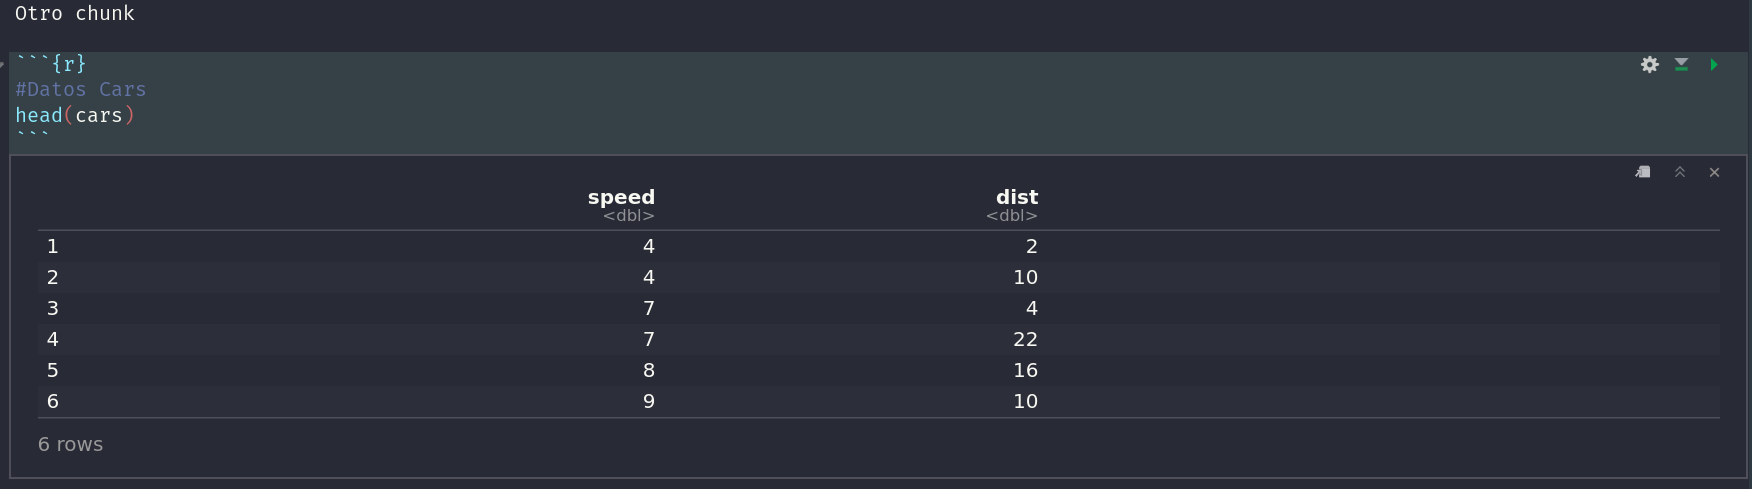 Otro chunk
```{r}
#Datos Cars
head(cars)
```
speed dist
<dbl> <dbl>
1 4 2
2 4 10
3 7 4
4 7 22
5 8 16
6 9 10
6 rows